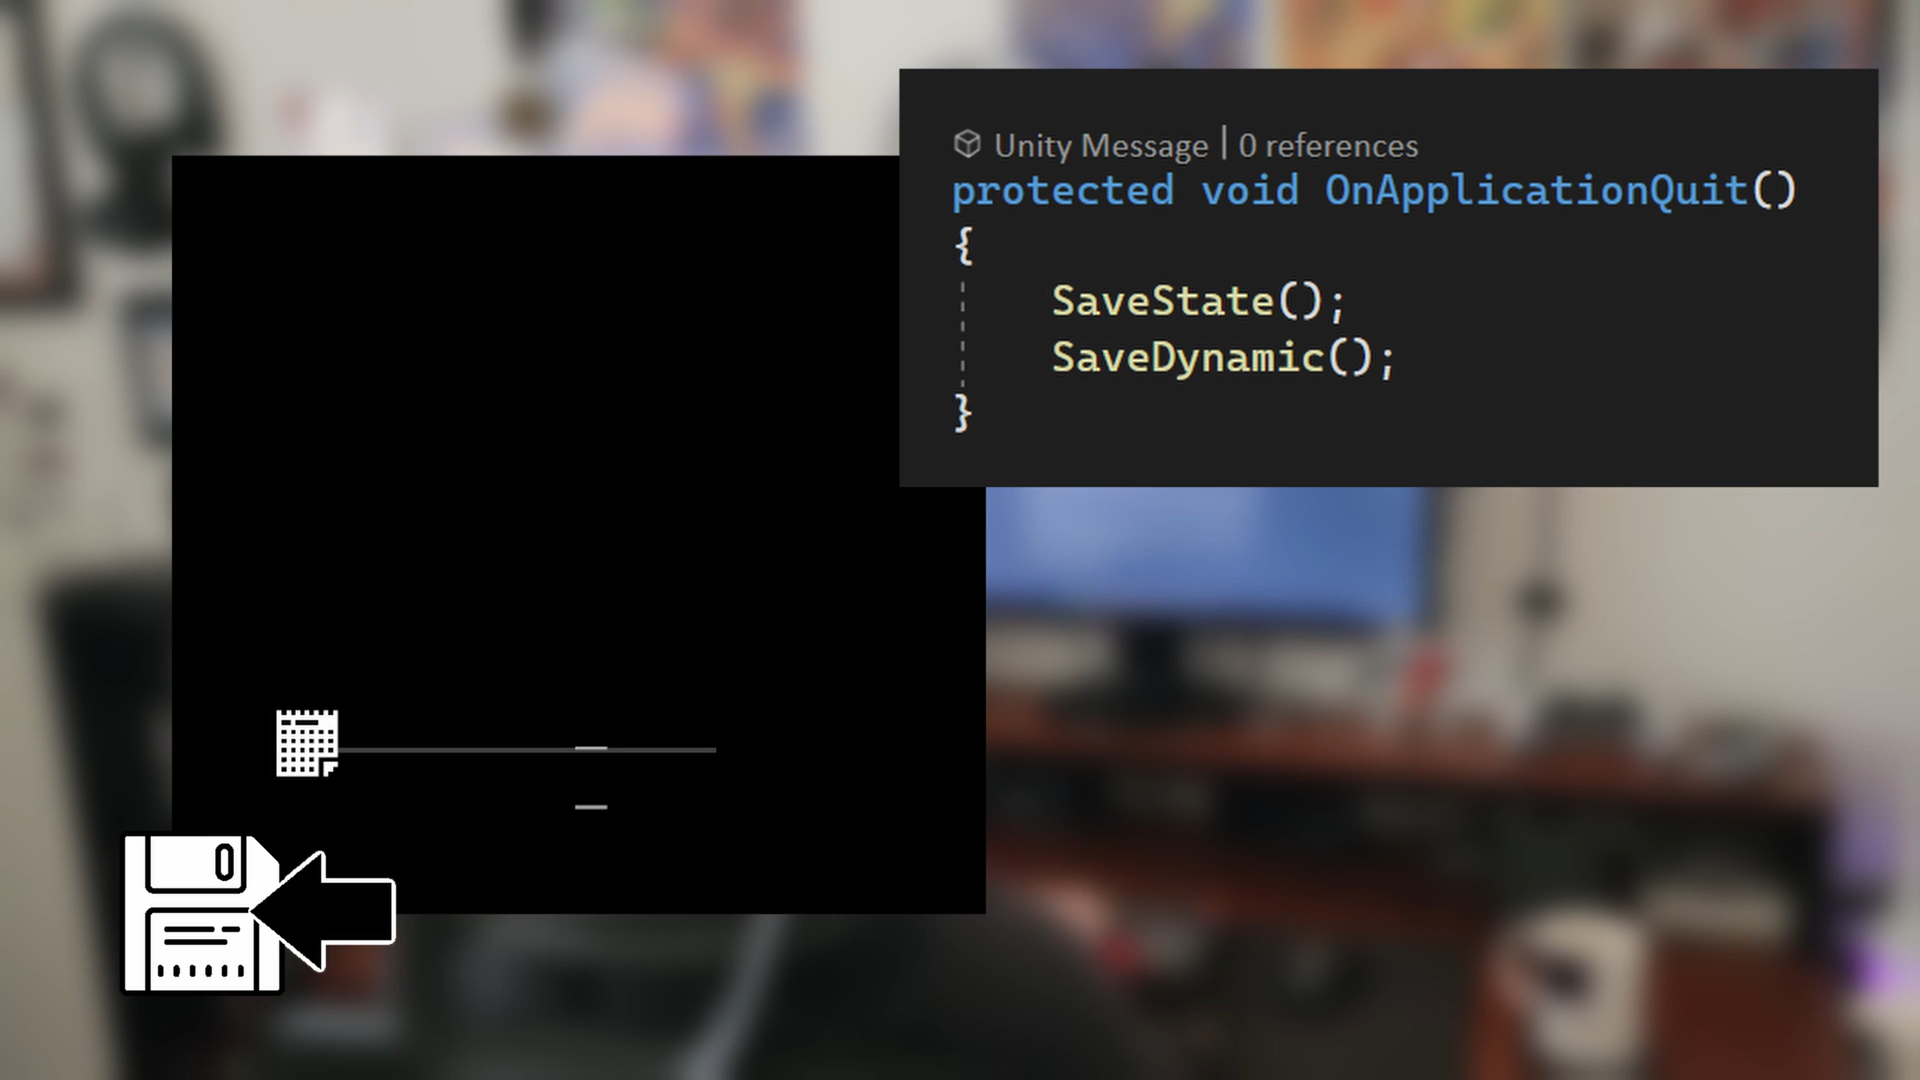 Unity Message | 0 references
protected void OnApplicationQuit()
{
SaveState();
SaveDynamic();
}